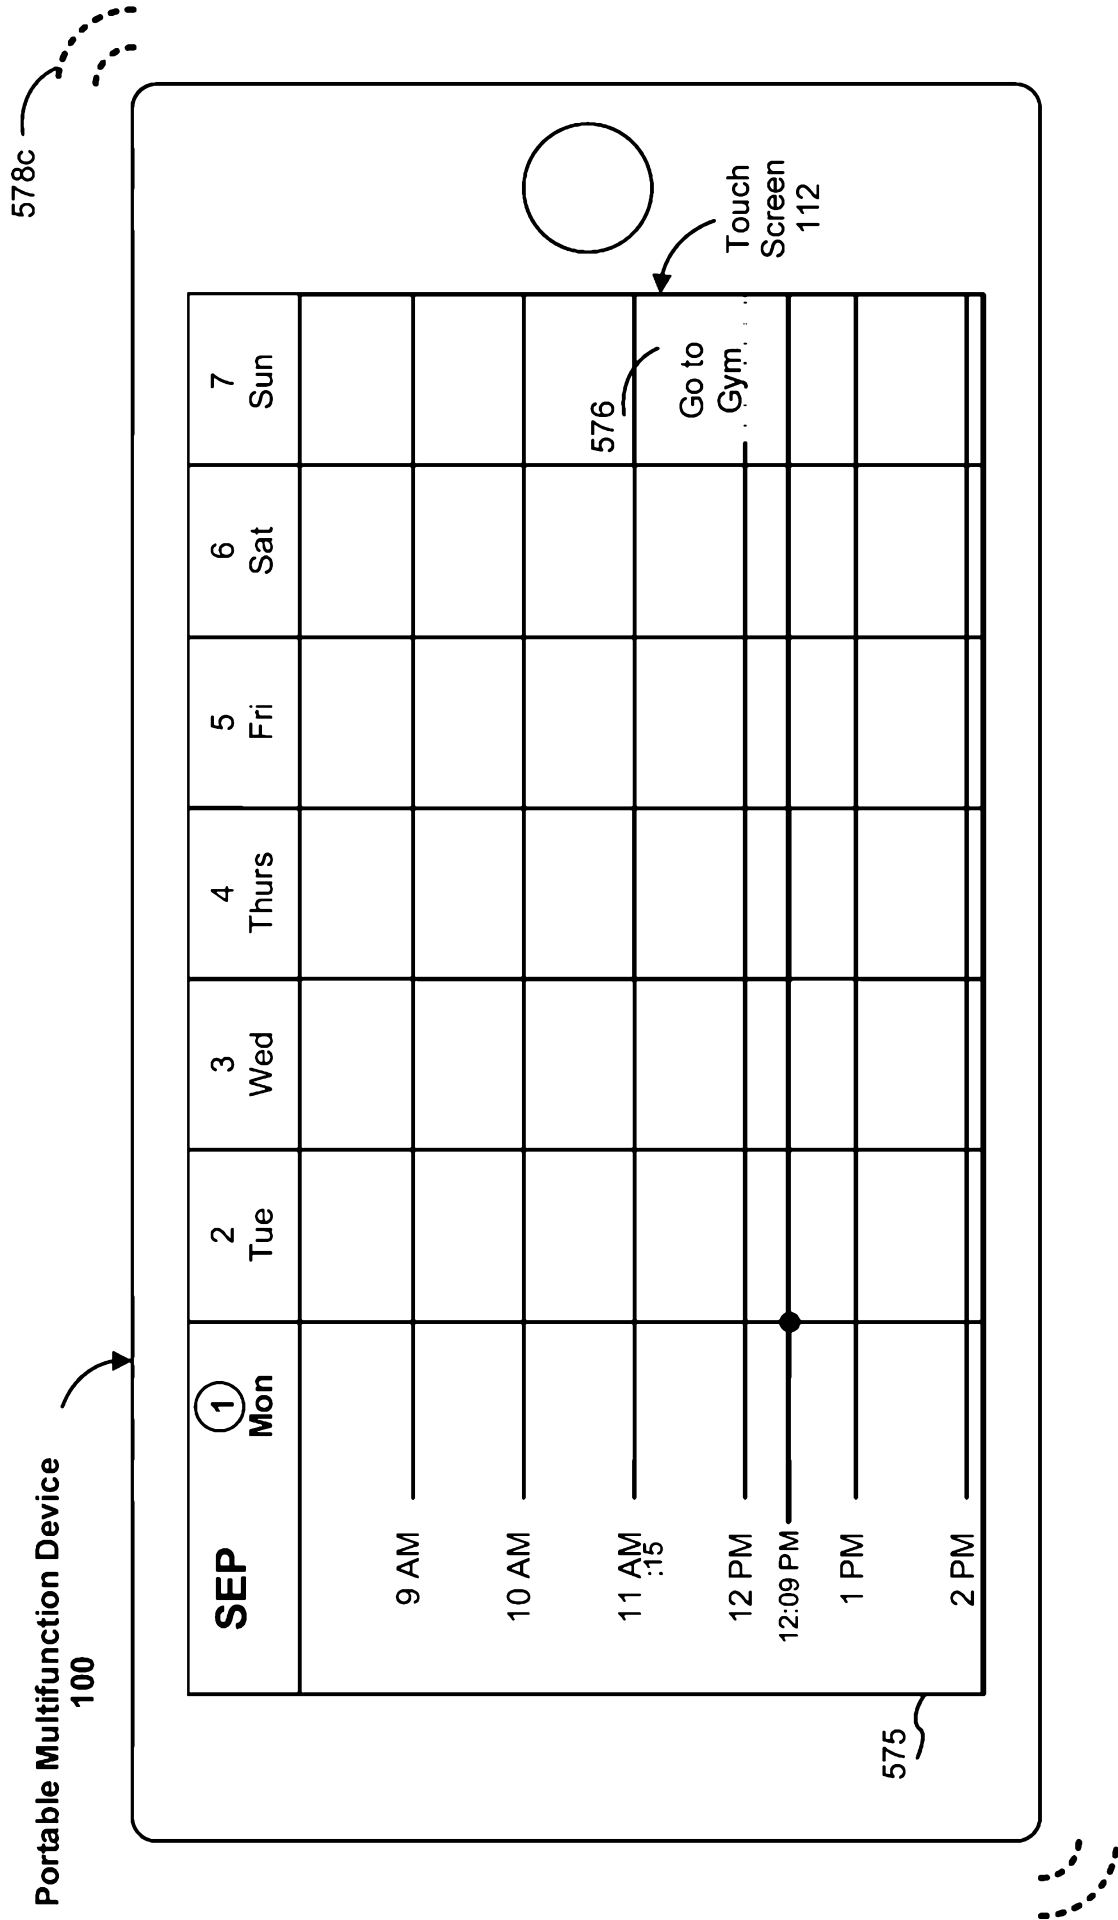 Portable Multifunction Device
100
578c
SEP
1
Mon
2
Tue
3
Wed
4
Thurs
5
Fri
6
Sat
7
Sun
9 AM
10 AM
11 AM
:15
12 PM
12:09 PM
1 PM
2 PM
576
Go to
Gym
Touch
Screen
112
575